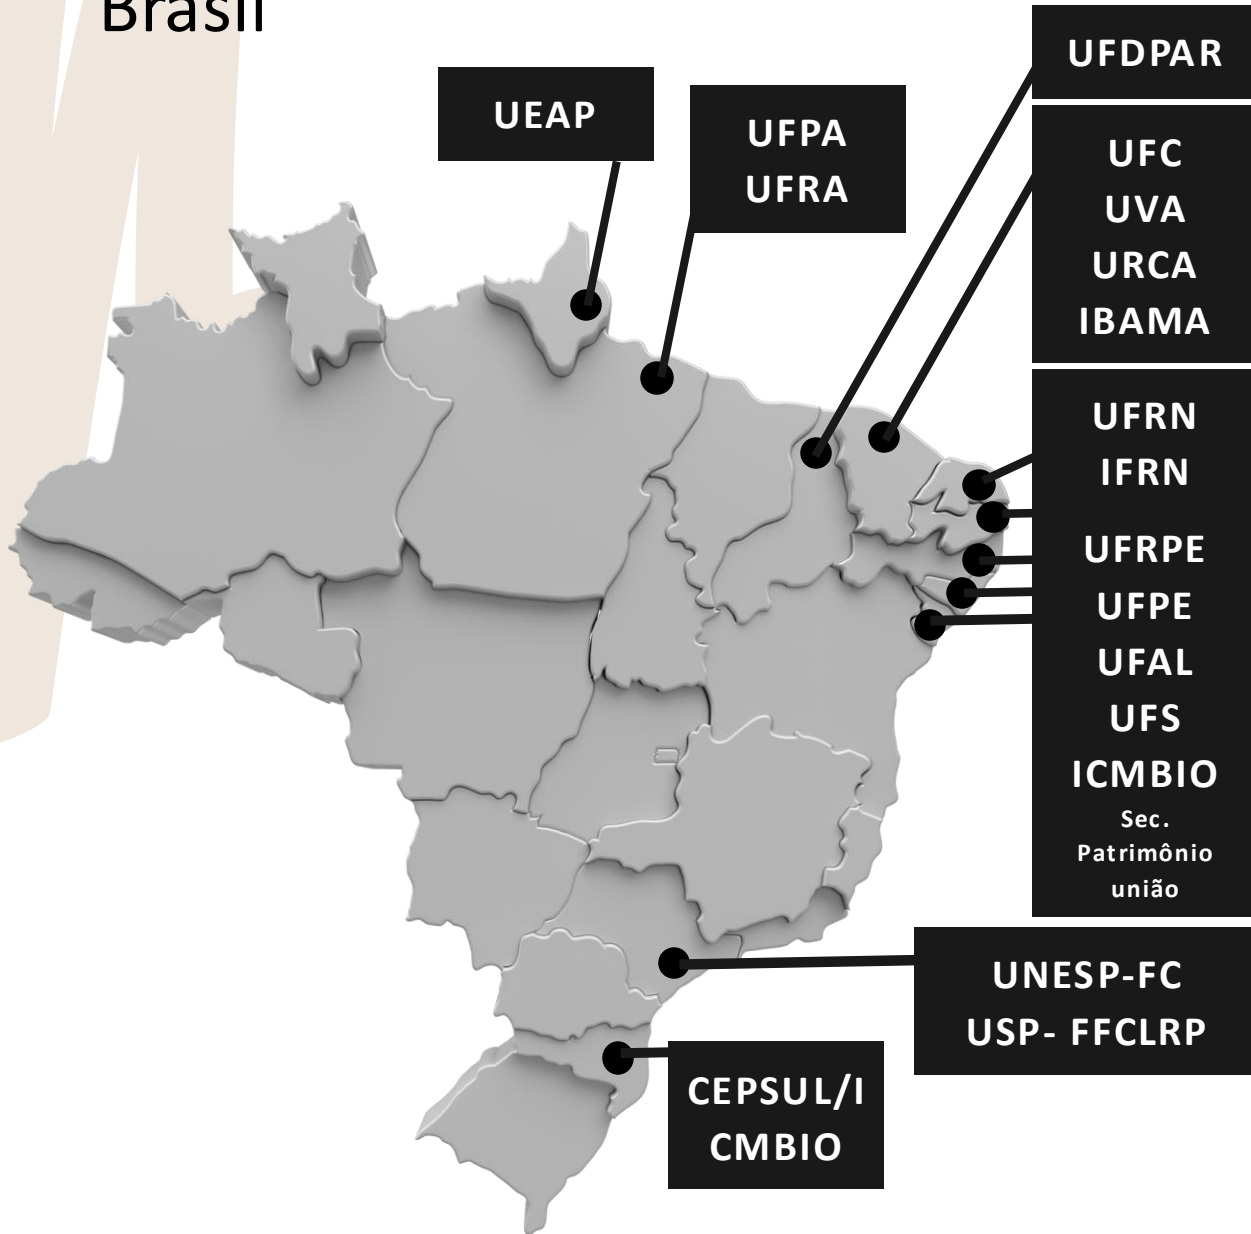 Brasil
UFDPAR
UEAP
UFPA
UFRA
UFC
UVA
URCA
IBAMA
UFRN
IFRN
UFRPE
UFPE
UFAL
UFS
ICMBIO
Sec.
Patrimônio
união
UNESP-FC
USP- FFCLRP
CEPSUL/I
CMBIO